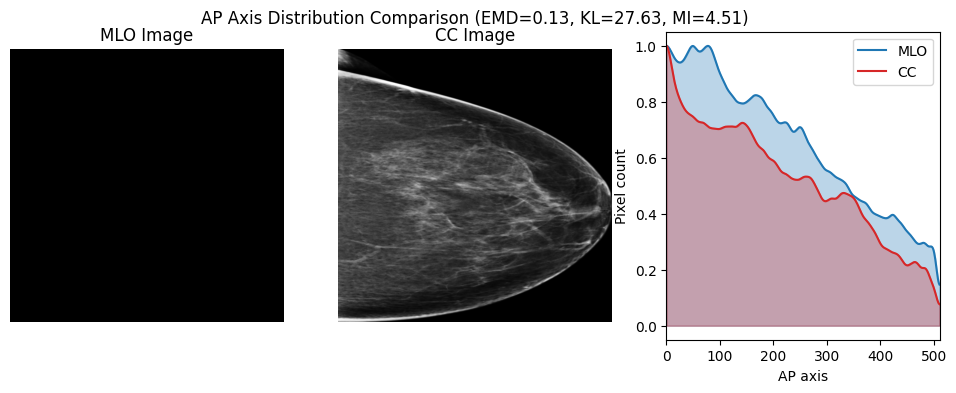 AP Axis Distribution Comparison (EMD=0.13, KL=27.63, MI=4.51)
MLO Image
CC Image
MLO
CC
Pixel count
1.0
0.8
0.6
0.4
0.2
0.0
0 100 200 300 400 500
AP axis